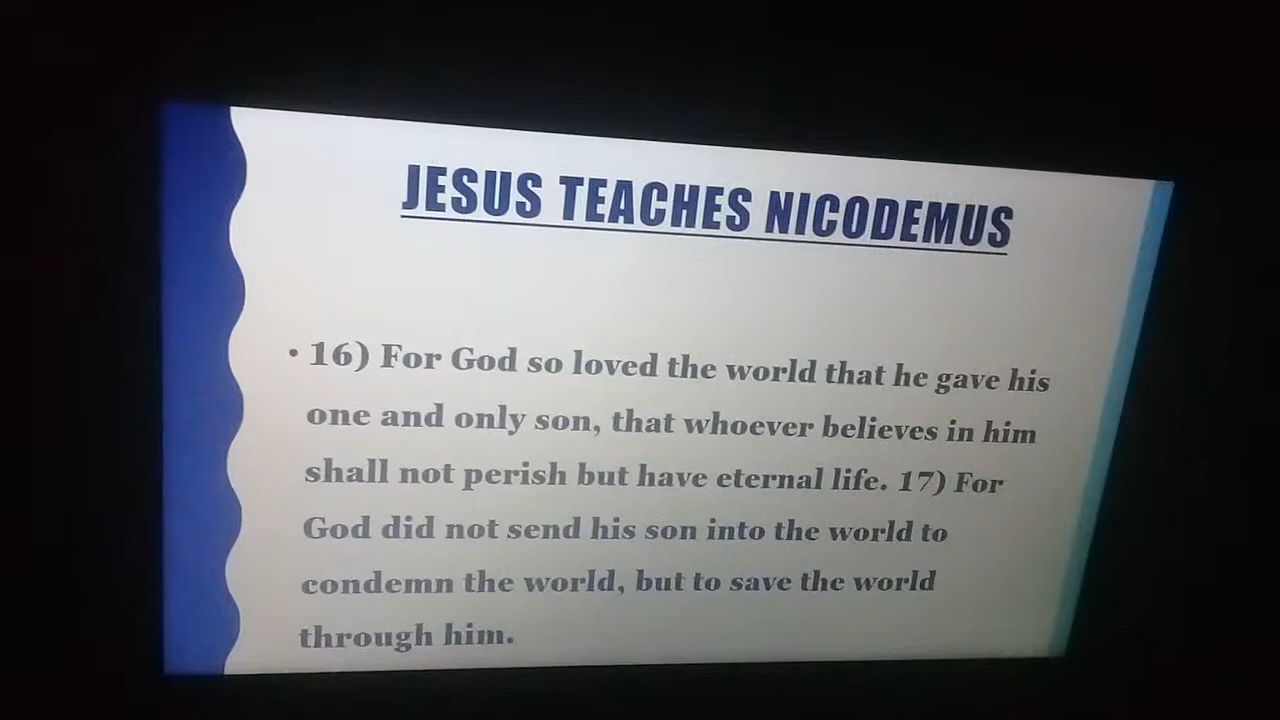 JESUS TEACHES NICODEMUS
• 16) For God so loved the world that he gave his
one and only son, that whoever believes in him
shall not perish but have eternal life. 17) For
God did not send his son into the world to
condemn the world, but to save the world
through him.